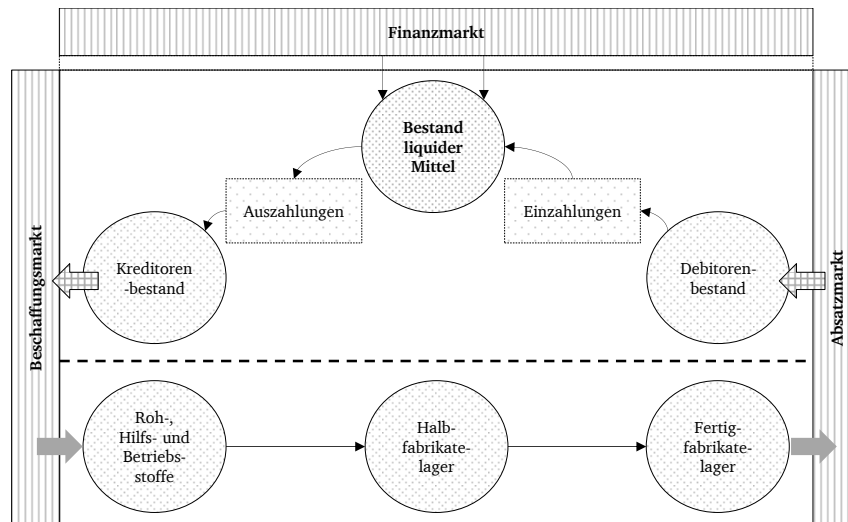 Finanzmarkt
Bestand
liquider
Mittel
Auszahlungen
Einzahlungen
Kreditoren
-bestand
Debitoren-
bestand
Beschaffungsmarkt
Absatzmarkt
Roh-,
Hilfs- und
Betriebs-
stoffe
Halb-
fabrikate-
lager
Fertig-
fabrikate-
lager